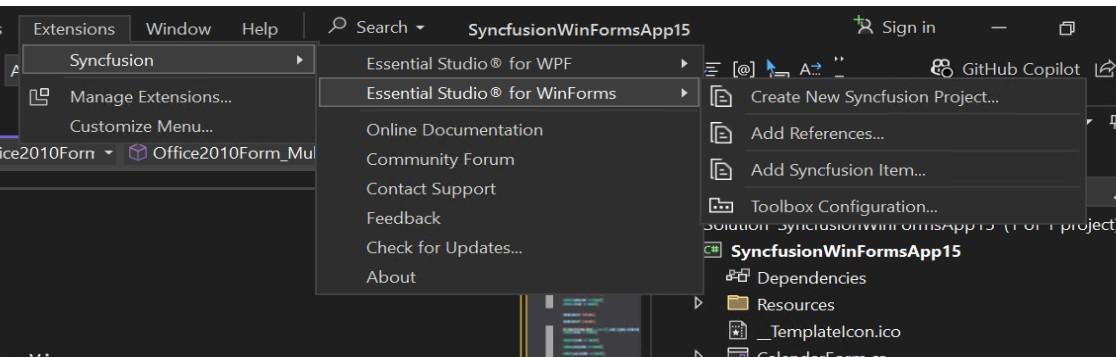 Extensions Window Help Search SyncfusionWinFormsApp15 Sign in
Syncfusion
Manage Extensions...
Customize Menu...
Essential Studio® for WPF
Essential Studio® for WinForms
Online Documentation
Community Forum
Contact Support
Feedback
Check for Updates...
About
Create New Syncfusion Project...
Add References...
Add Syncfusion Item...
Toolbox Configuration...
GitHub Copilot
Office2010Form_Mul
Solution 'SyncfusionWinFormsApp15' (1 of 1 project)
C# SyncfusionWinFormsApp15
Dependencies
Resources
__TemplateIcon.ico
CalendarForm.cs